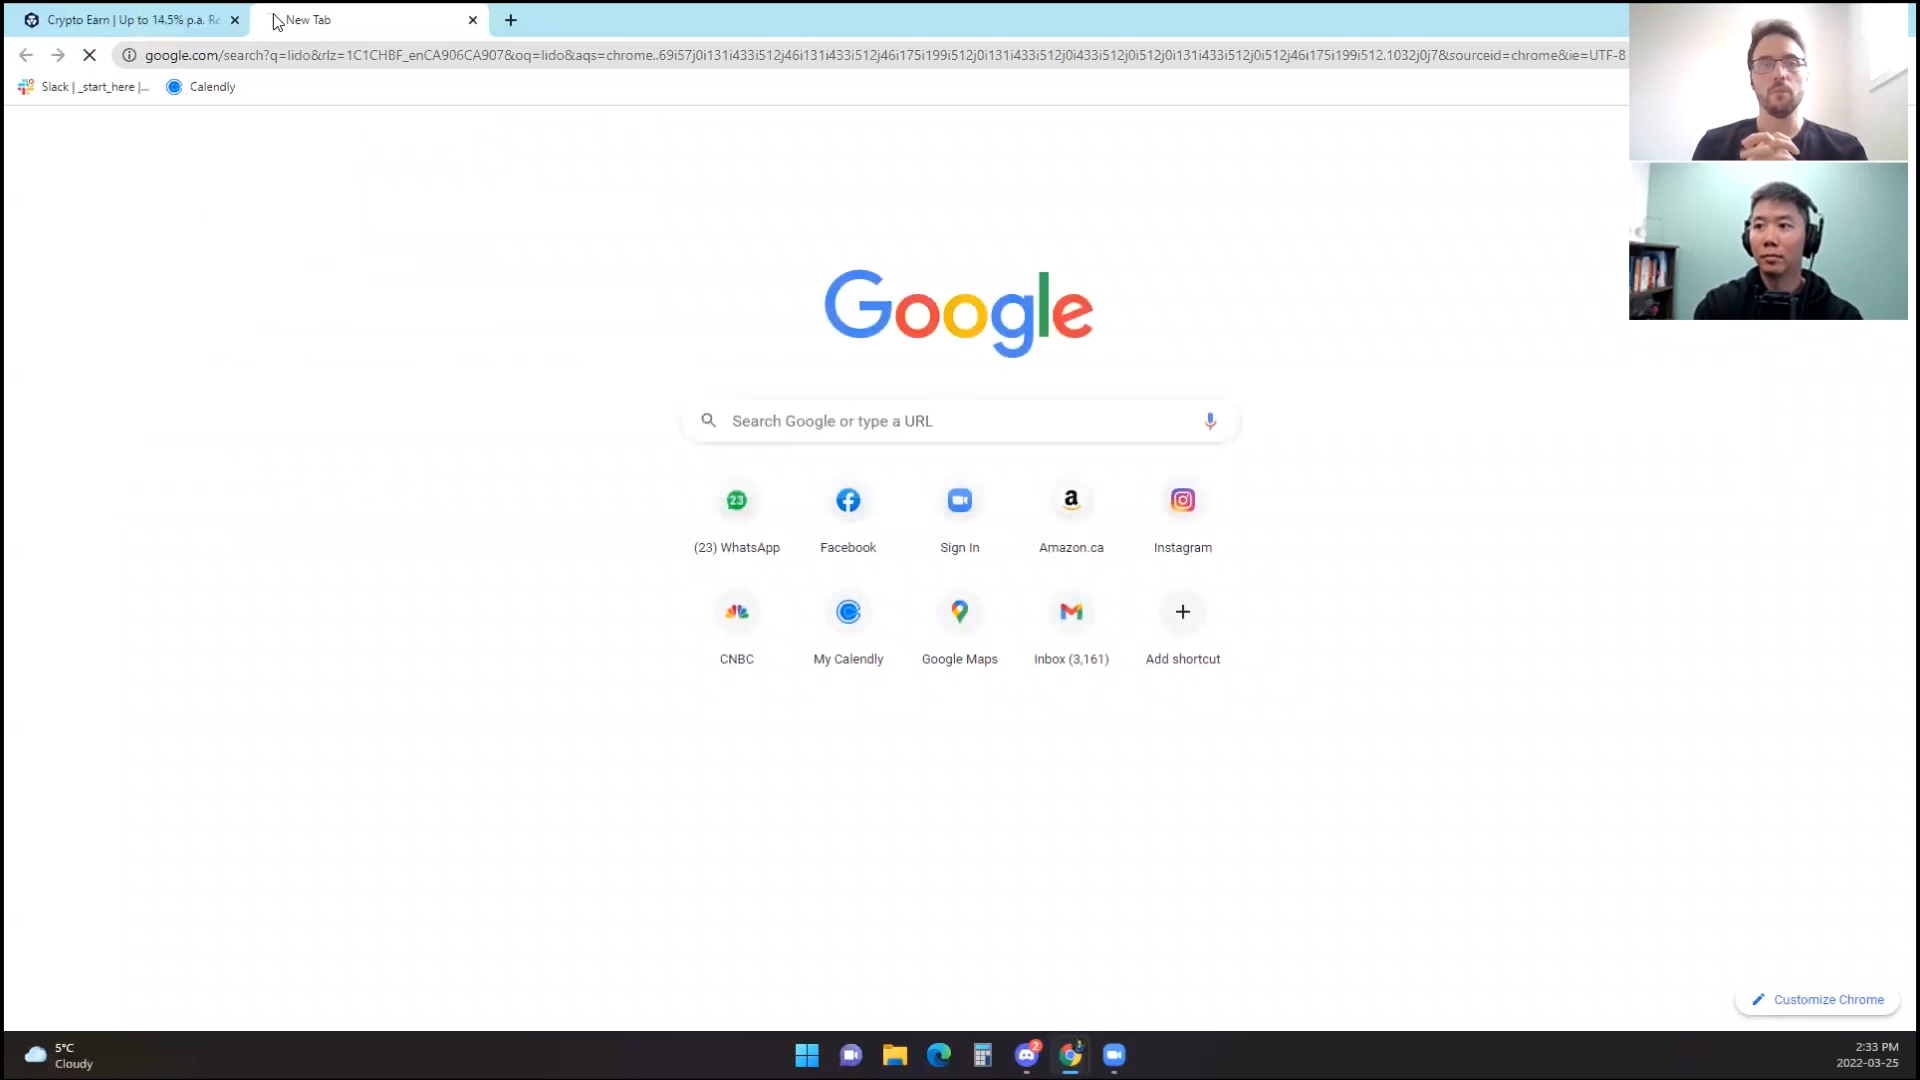 Crypto Earn | Up to 14.5% p.a. Re
New Tab
google.com/search?q=lido&rlz=1C1CHBF_enCA906CA907&oq=lido&aqs=chrome..69i57j0i131i433i512j46i131i433i512j46i175i199i512j0i131i433i512j0i433i512j0i512j0i131i433i512j0i512j46i175i199i512.1032j0j7&sourceid=chrome&ie=UTF-8
Slack | _start_here |...
Calendly
Google
Search Google or type a URL
23
a
(23) WhatsApp
Facebook
Sign In
Amazon.ca
Instagram
CNBC
My Calendly
Google Maps
Inbox (3,161)
Add shortcut
Customize Chrome
5°C
Cloudy
2
2:33 PM
2022-03-25